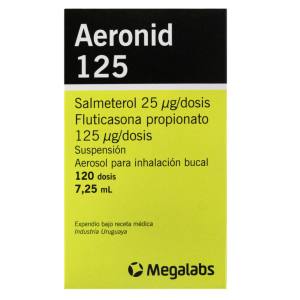 Aeronid
125
Salmeterol 25 µg/dosis
Fluticasona propionato
125 µg/dosis
Suspensión
Aerosol para inhalación bucal
120 dosis
7,25 mL
Expendio bajo receta médica
Industria Uruguaya
Megalabs